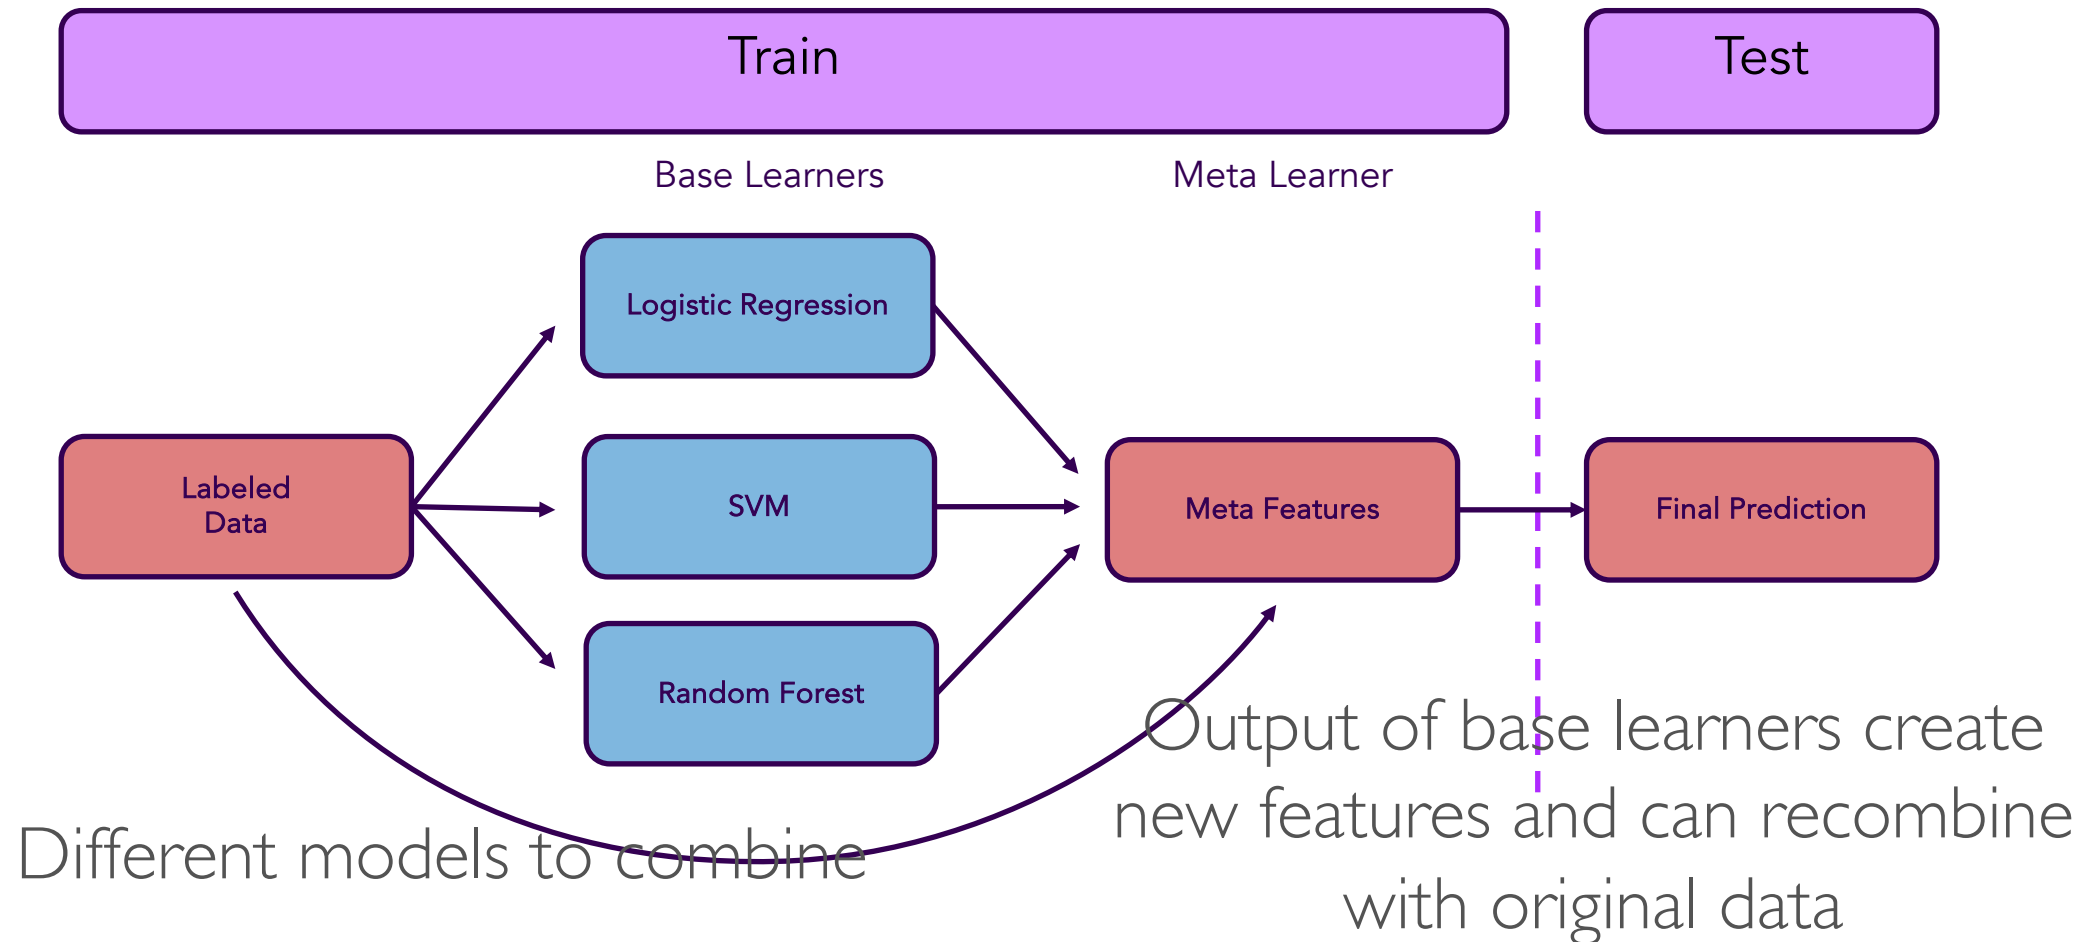 Train
Test
Base Learners
Meta Learner
Logistic Regression
Labeled
Data
SVM
Meta Features
Final Prediction
Random Forest
Different models to combine
Output of base learners create
new features and can recombine
with original data